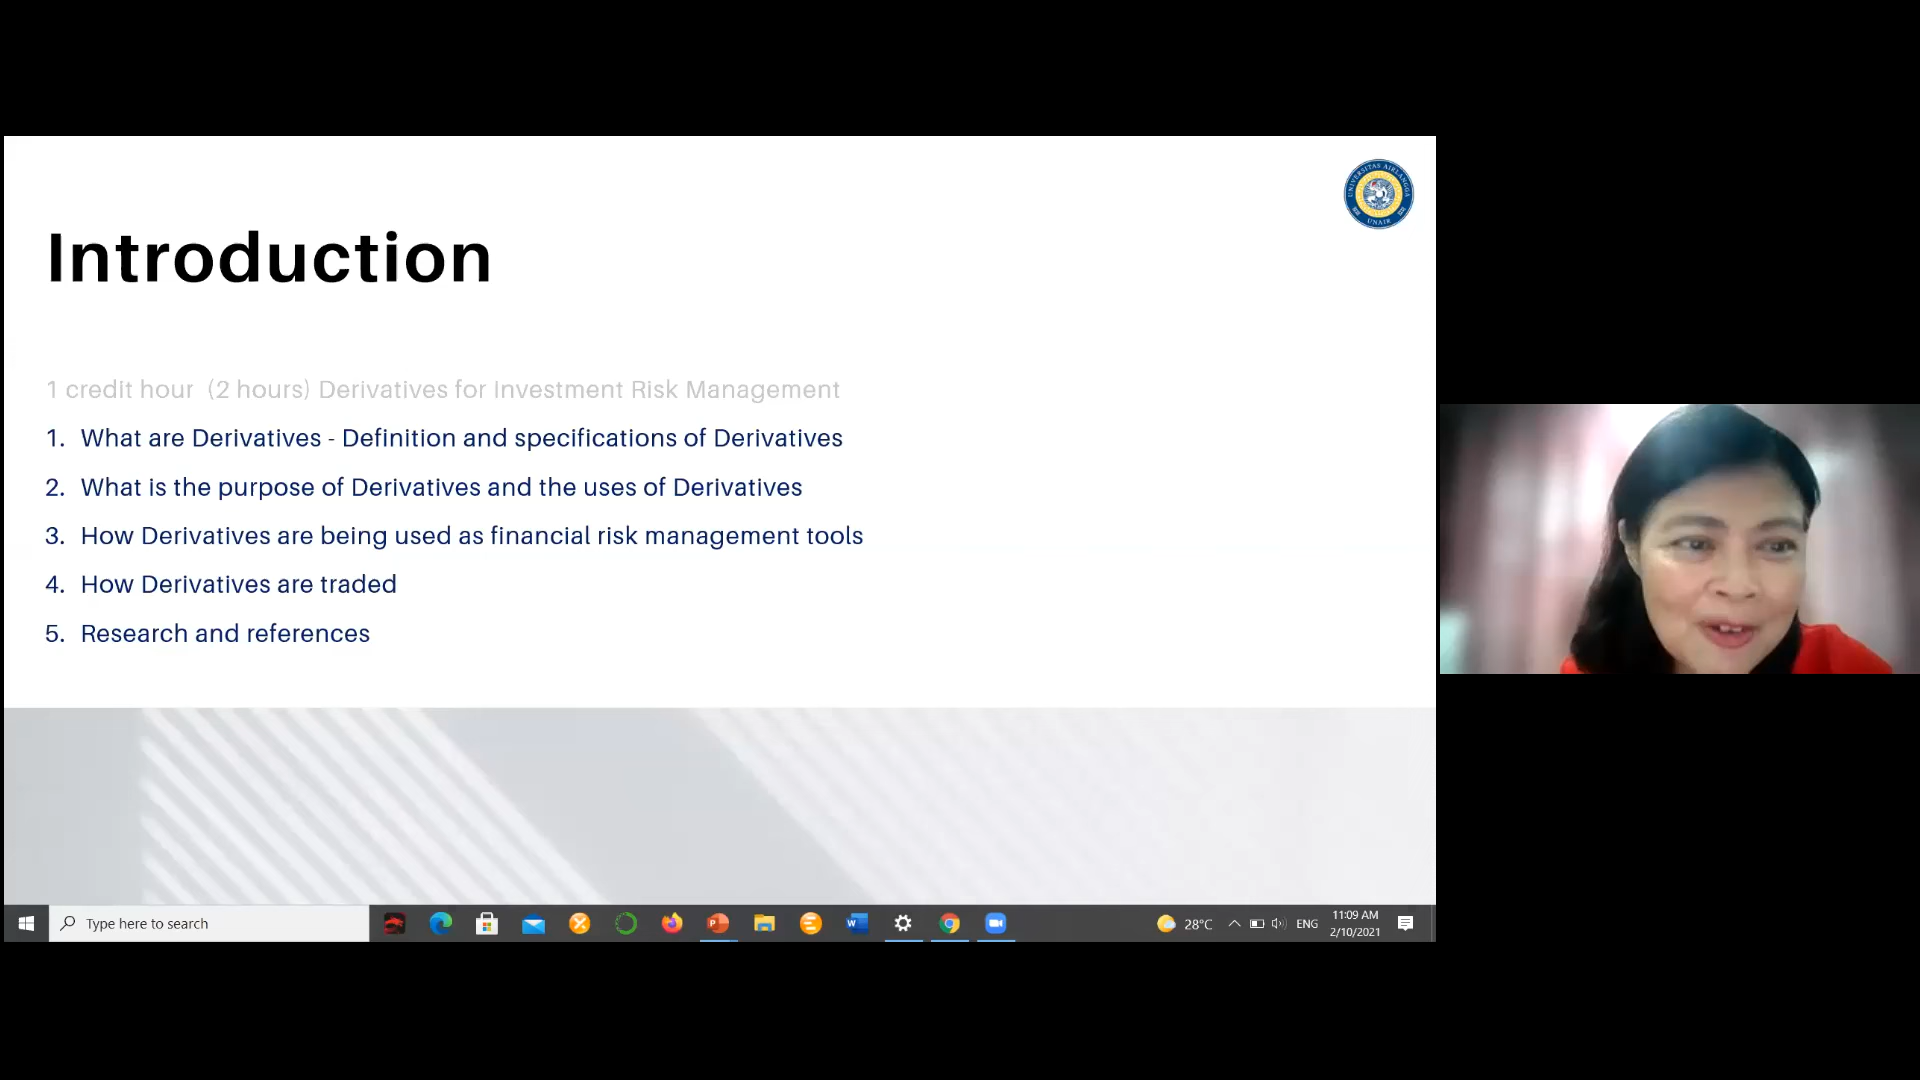 UNIVERSITAS AIRLANGGA
UNAIR
Introduction
1 credit hour (2 hours) Derivatives for Investment Risk Management
1. What are Derivatives - Definition and specifications of Derivatives
2. What is the purpose of Derivatives and the uses of Derivatives
3. How Derivatives are being used as financial risk management tools
4. How Derivatives are traded
5. Research and references
Type here to search
28°C
ENG
11:09 AM
2/10/2021